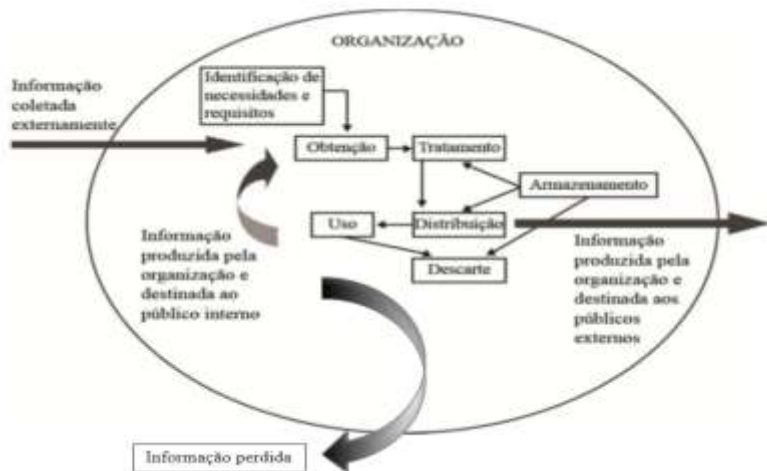 ORGANIZAÇÃO
Informação
coletada
externamente
Identificação de
necessidades e
requisitos
Obtenção
Tratamento
Armazenamento
Uso
Distribuição
Descarte
Informação
produzida pela
organização e
destinada ao
público interno
Informação
produzida pela
organização e
destinada aos
públicos
externos
Informação perdida